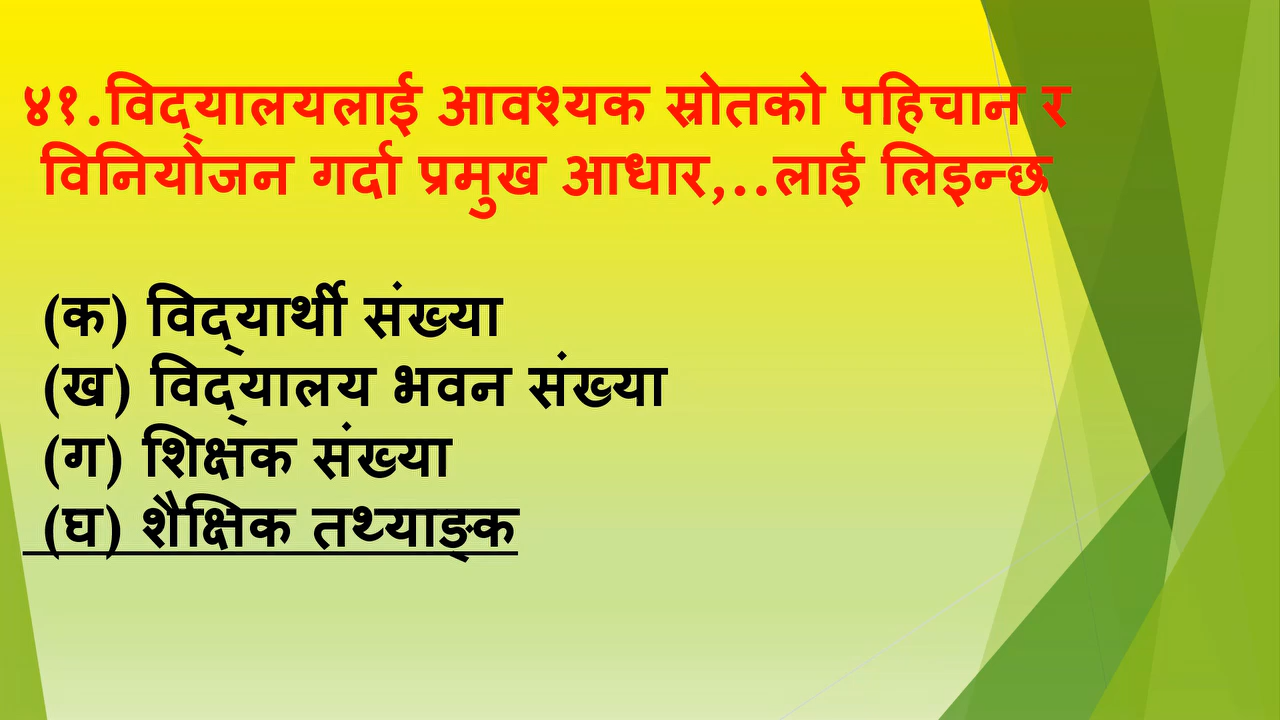 ४१.विद्यालयलाई आवश्यक स्रोतको पहिचान र
विनियोजन गर्दा प्रमुख आधार,..लाई लिइन्छ
(क) विद्यार्थी संख्या
(ख) विद्यालय भवन संख्या
(ग) शिक्षक संख्या
(घ) शैक्षिक तथ्याङ्क